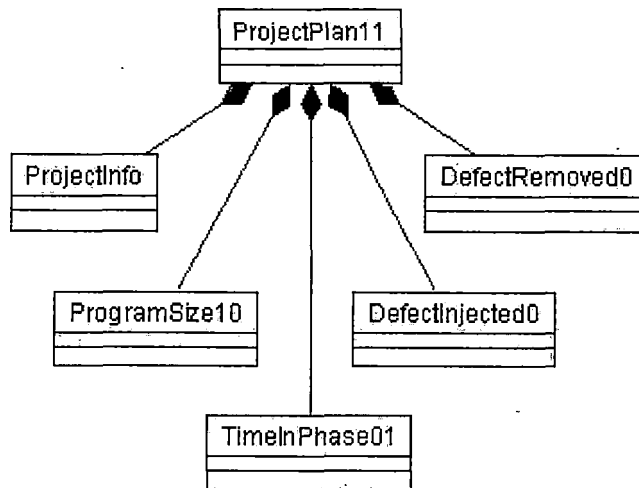 ProjectPlan11
ProjectInfo
DefectRemoved0
ProgramSize10
DefectInjected0
TimeInPhase01